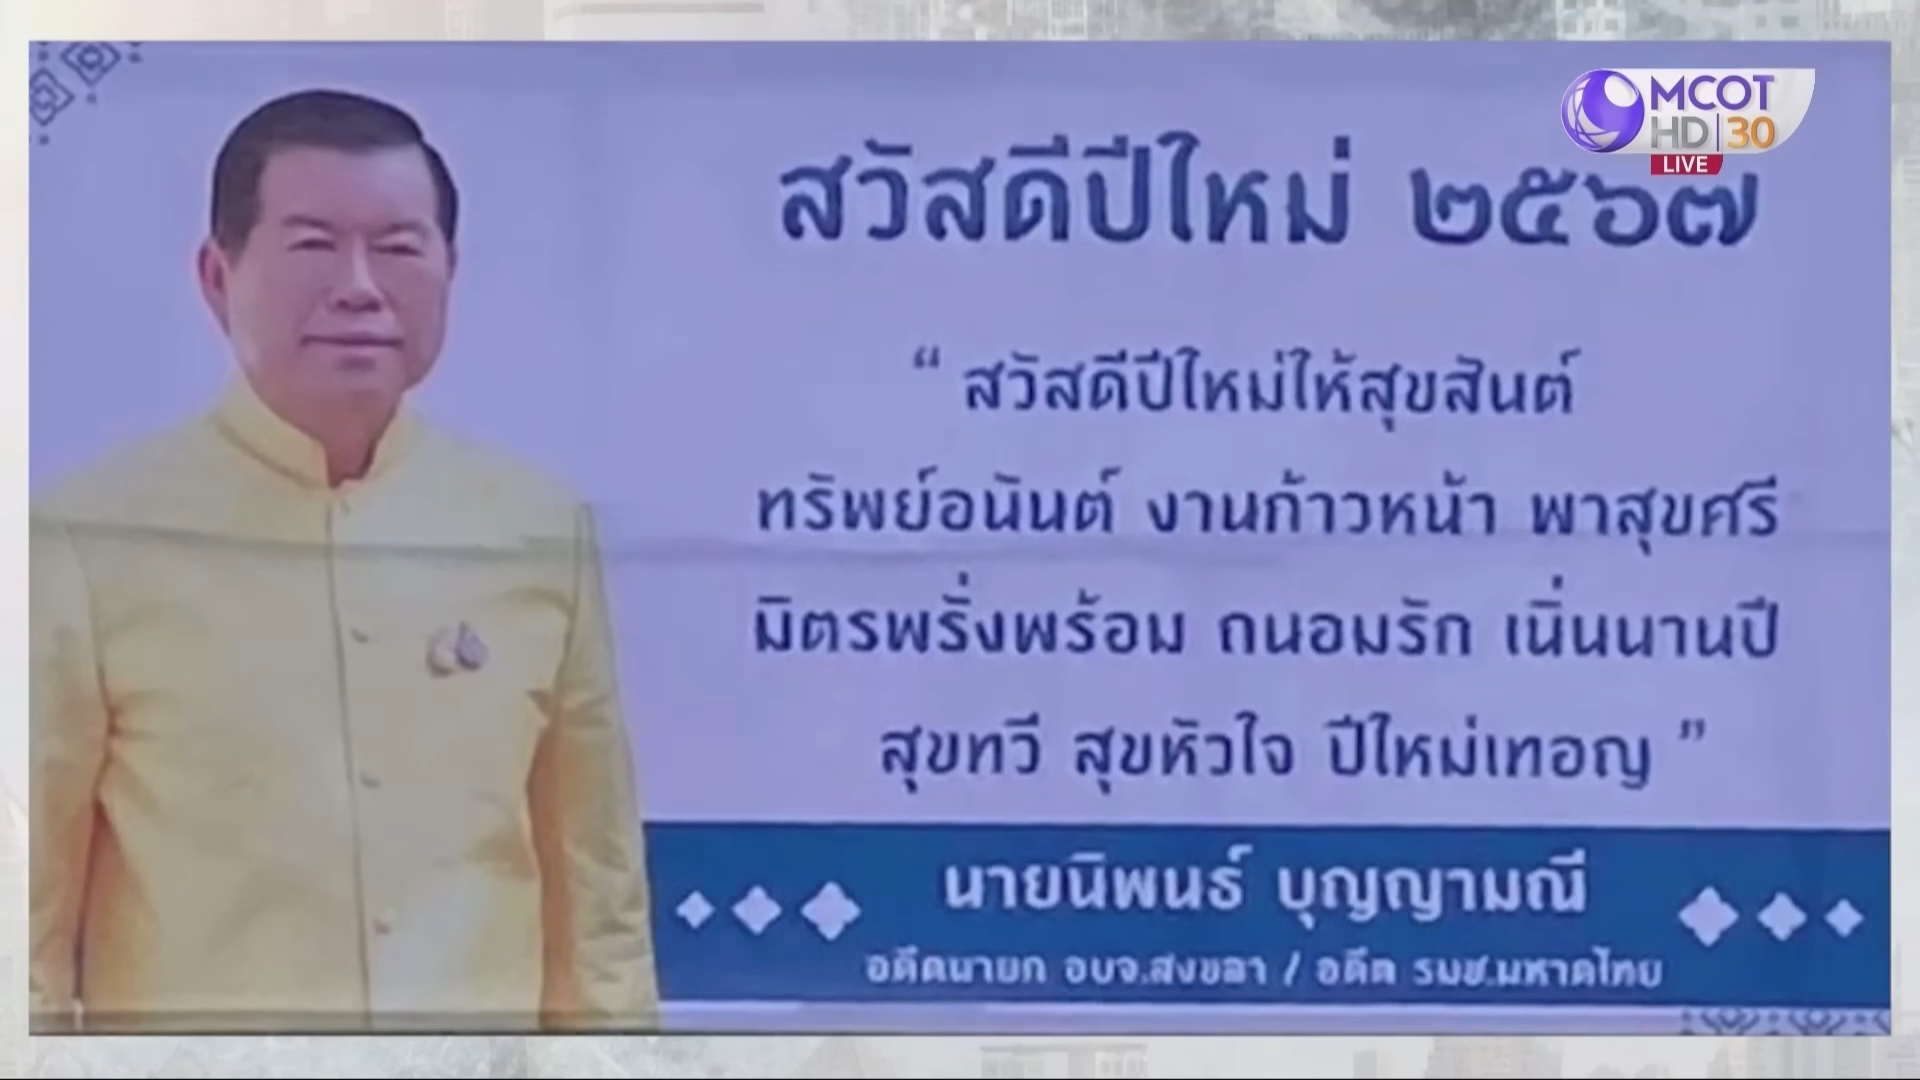 MCOT
HD 30
LIVE
สวัสดีปีใหม่ ๒๕๖๗
“ สวัสดีปีใหม่ให้สุขสันต์
ทรัพย์อนันต์ งานก้าวหน้า พาสุขศรี
มิตรพรั่งพร้อม ถนอมรัก เนิ่นนานปี
สุขทวี สุขหัวใจ ปีใหม่เทอญ ”
นายนิพนธ์ บุญญามณี
อดีตนายก อบจ.สงขลา / อดีต รมช.มหาดไทย